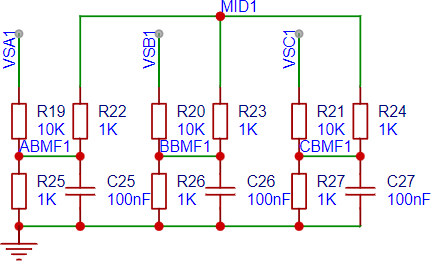 MID1
VSA1
VSB1
VSC1
R19
10K
R22
1K
R20
10K
R23
1K
R21
10K
R24
1K
ABMF1
BBMF1
CBMF1
R25
1K
C25
100nF
R26
1K
C26
100nF
R27
1K
C27
100nF